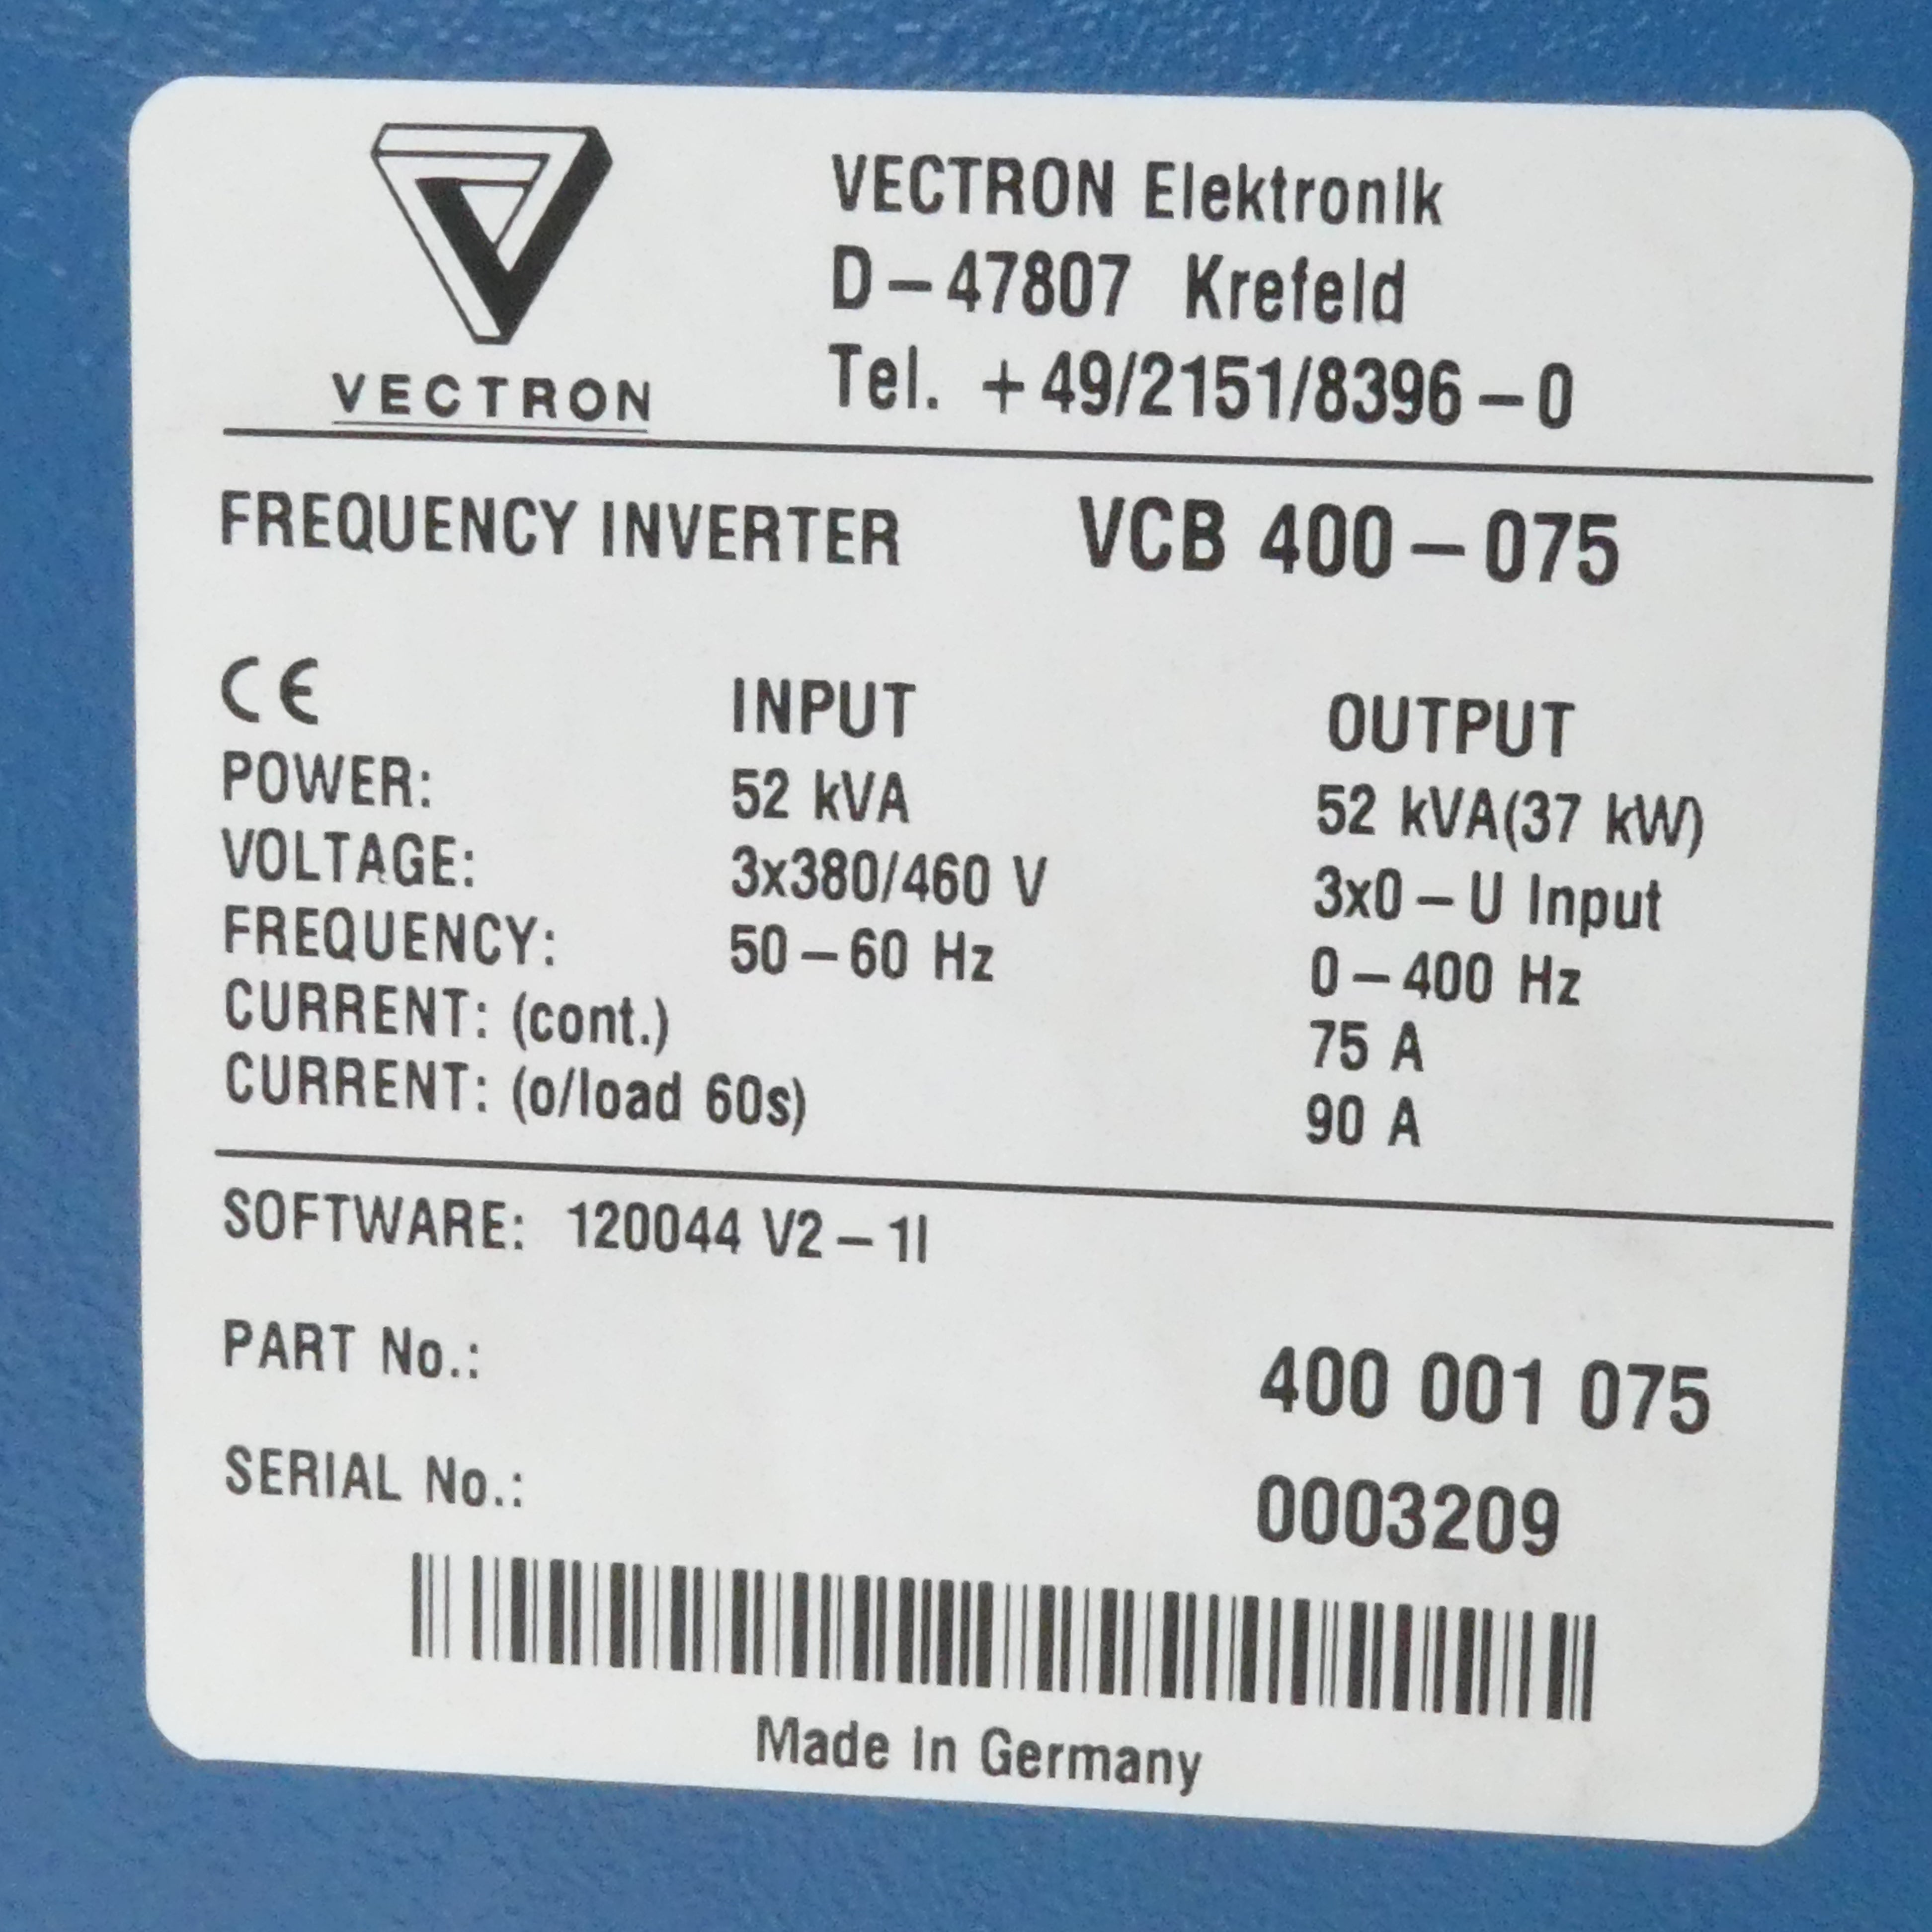 VECTRON
VECTRON Elektronik
D-47807 Krefeld
Tel. +49/2151/8396-0
FREQUENCY INVERTER VCB 400-075
CE INPUT OUTPUT
POWER: 52 kVA 52 kVA(37 kW)
VOLTAGE: 3x380/460 V 3x0-U Input
FREQUENCY: 50-60 Hz 0-400 Hz
CURRENT: (cont.) 75 A
CURRENT: (o/load 60s) 90 A
SOFTWARE: 120044 V2-1I
PART No.: 400 001 075
SERIAL No.: 0003209
Made in Germany